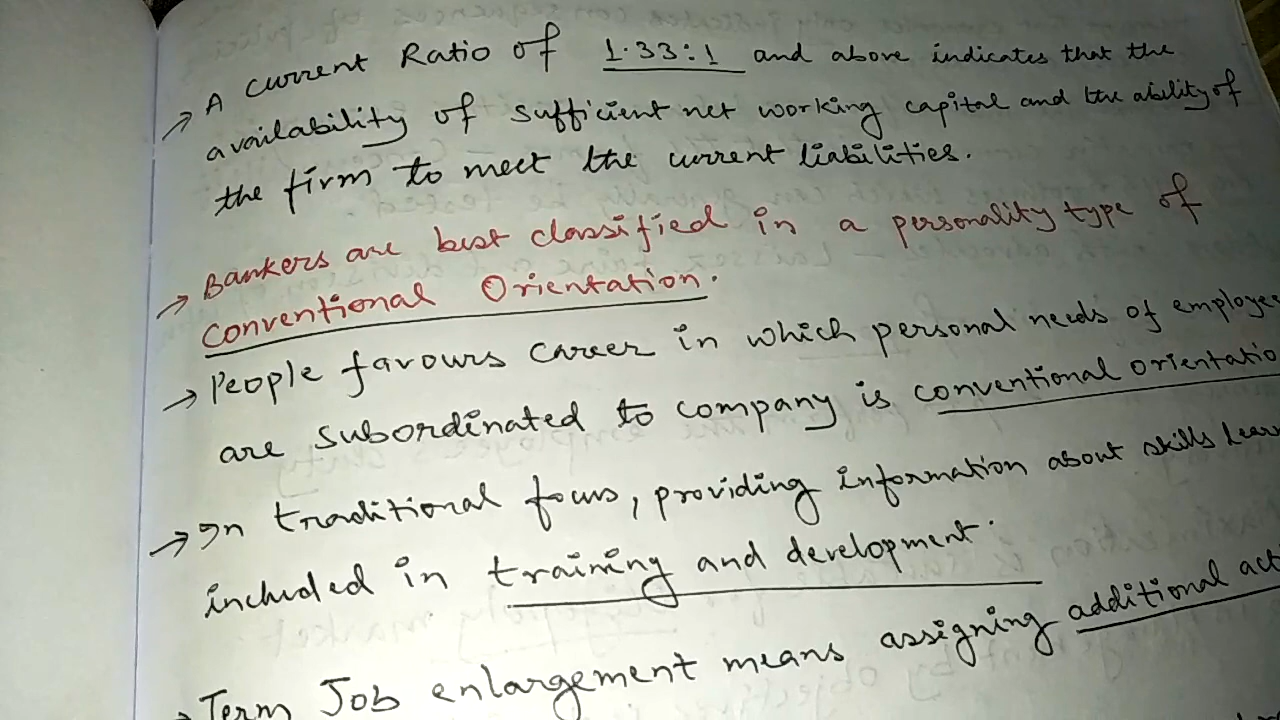 → A current Ratio of 1.33:1 and above indicates that the
availability of sufficient net working capital and the ability of
the firm to meet the current liabilities.
→ Bankers are best classified in a personality type of
Conventional Orientation.
→ People favours career in which personal needs of employee
are subordinated to company is conventional orientatio
→ In traditional focus, providing information about skills lear
included in training and development.
→ Term Job enlargement means assigning additional act